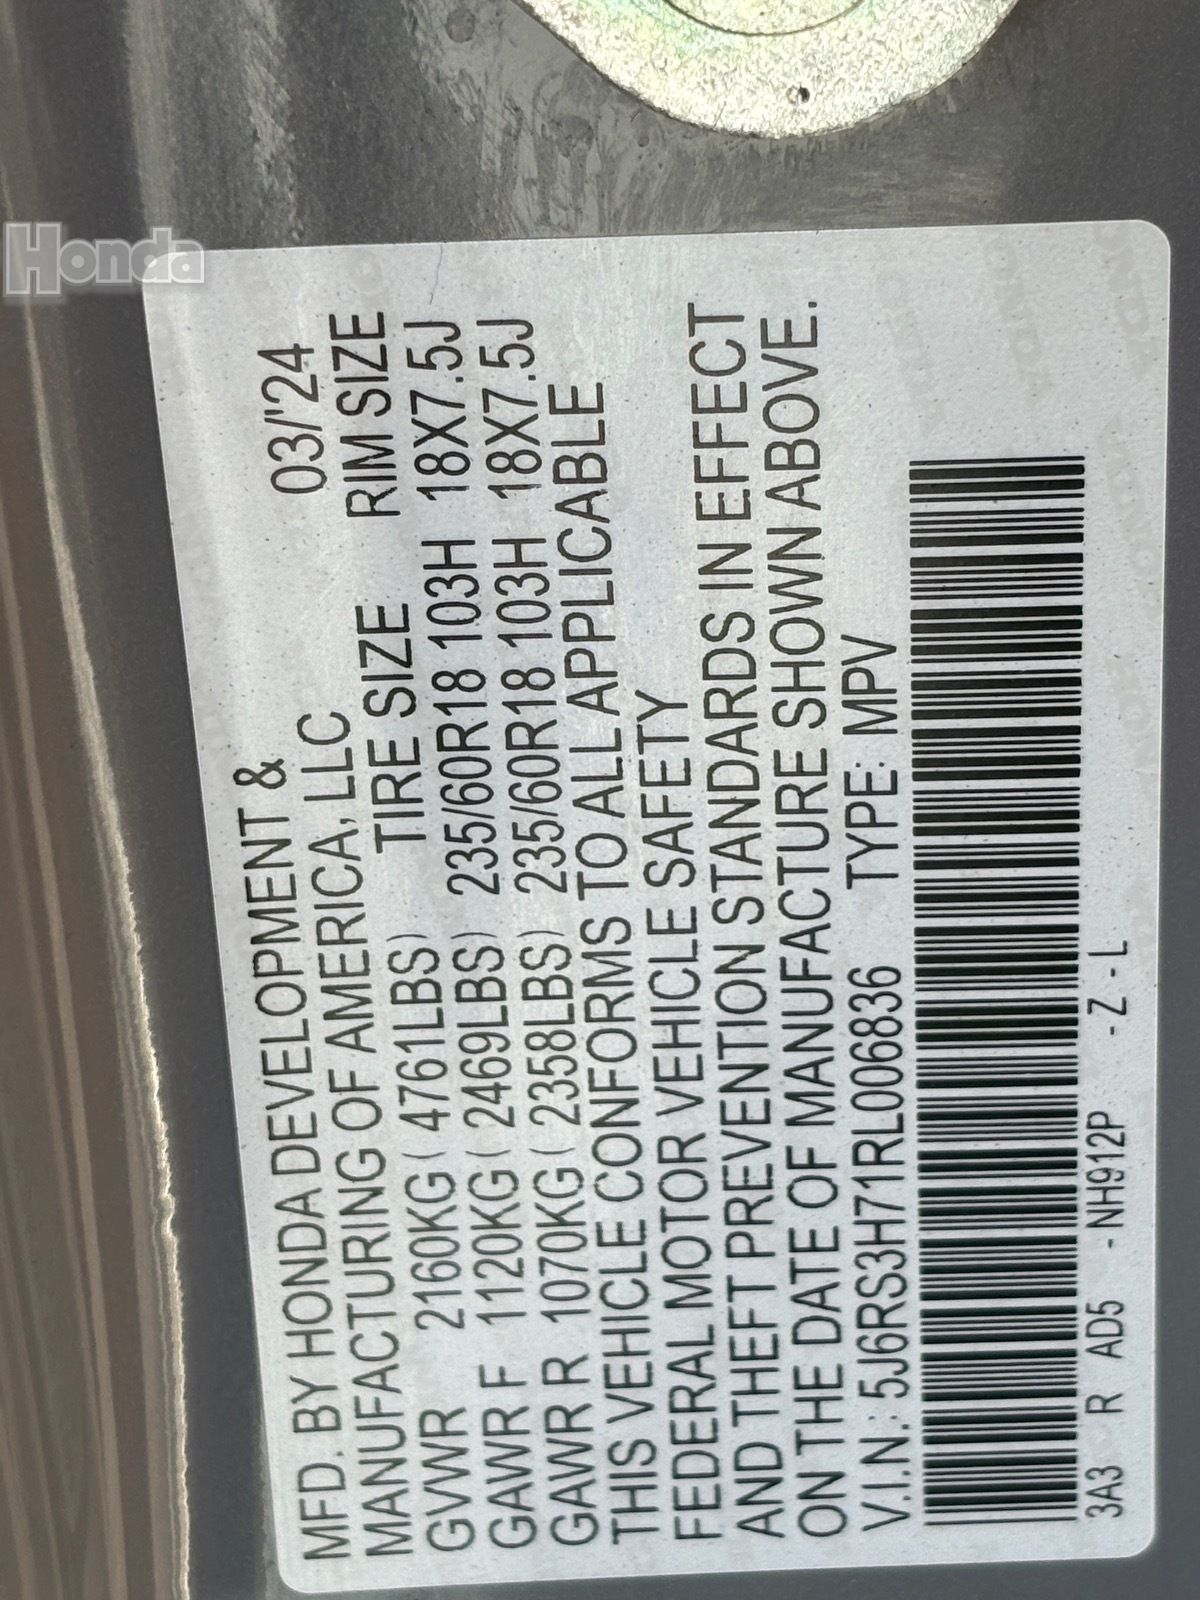 Honda
MFD. BY HONDA DEVELOPMENT &
MANUFACTURING OF AMERICA, LLC 03/'24
TIRE SIZE RIM SIZE
GVWR 2160KG ( 4761LBS)
GAWR F 1120KG ( 2469LBS) 235/60R18 103H 18X7.5J
GAWR R 1070KG ( 2358LBS) 235/60R18 103H 18X7.5J
THIS VEHICLE CONFORMS TO ALL APPLICABLE
FEDERAL MOTOR VEHICLE SAFETY
AND THEFT PREVENTION STANDARDS IN EFFECT
ON THE DATE OF MANUFACTURE SHOWN ABOVE.
V.I.N.: 5J6RS3H71RL006836 TYPE: MPV
3A3 R AD5 - NH912P - Z - L